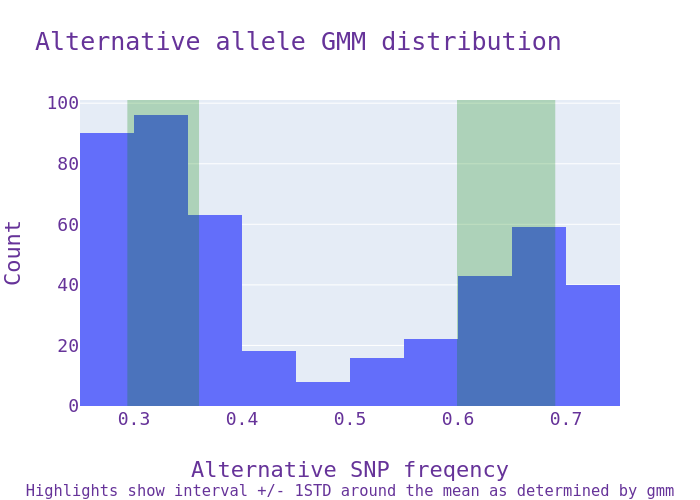 Alternative allele GMM distribution
100
80
60
40
20
0
Count
0.3 0.4 0.5 0.6 0.7
Alternative SNP freqency
Highlights show interval +/- 1STD around the mean as determined by gmm